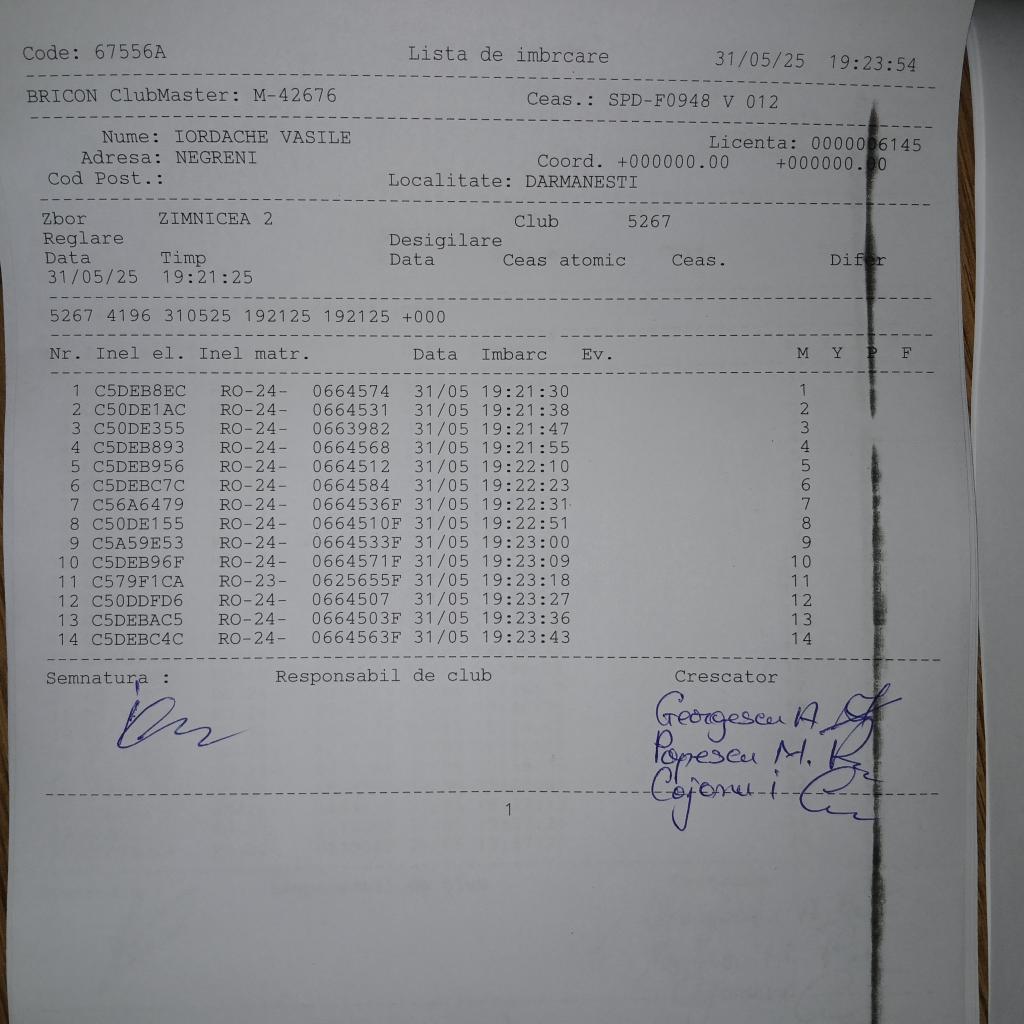 Code: 67556A Lista de imbrcare 31/05/25 19:23:54
BRICON ClubMaster: M-42676 Ceas.: SPD-F0948 V 012
Nume: IORDACHE VASILE Licenta: 0000006145
Adresa: NEGRENI Coord. +000000.00 +000000.00
Cod Post.: Localitate: DARMANESTI
Zbor ZIMNICEA 2 Club 5267
Reglare Desigilare
Data Timp Data Ceas atomic Ceas. Difer
31/05/25 19:21:25
5267 4196 310525 192125 192125 +000
Nr. Inel el. Inel matr. Data Imbarc Ev. M Y P F
1 C5DEB8EC RO-24- 0664574 31/05 19:21:30 1
2 C50DE1AC RO-24- 0664531 31/05 19:21:38 2
3 C50DE355 RO-24- 0663982 31/05 19:21:47 3
4 C5DEB893 RO-24- 0664568 31/05 19:21:55 4
5 C5DEB956 RO-24- 0664512 31/05 19:22:10 5
6 C5DEBC7C RO-24- 0664584 31/05 19:22:23 6
7 C56A6479 RO-24- 0664536F 31/05 19:22:31 7
8 C50DE155 RO-24- 0664510F 31/05 19:22:51 8
9 C5A59E53 RO-24- 0664533F 31/05 19:23:00 9
10 C5DEB96F RO-24- 0664571F 31/05 19:23:09 10
11 C579F1CA RO-23- 0625655F 31/05 19:23:18 11
12 C50DDFD6 RO-24- 0664507 31/05 19:23:27 12
13 C5DEBAC5 RO-24- 0664503F 31/05 19:23:36 13
14 C5DEBC4C RO-24- 0664563F 31/05 19:23:43 14
Semnatura : Responsabil de club Crescator
Georgescu A.
Popescu M.
Cojanu i
1